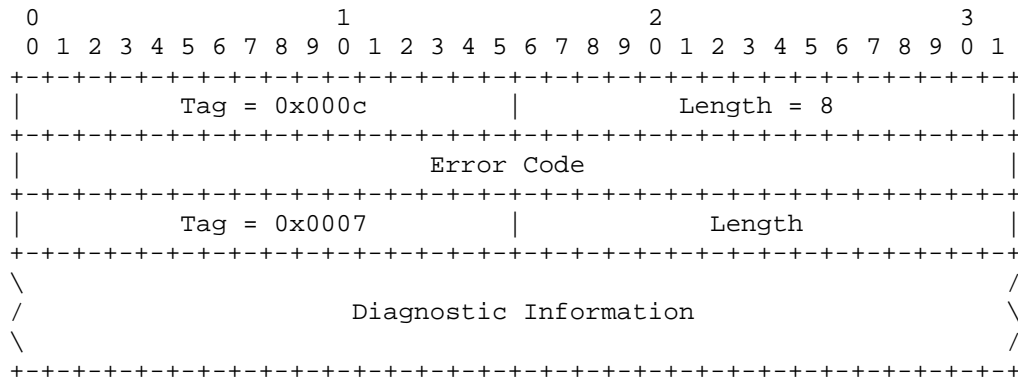 0                   1                   2                   3
 0 1 2 3 4 5 6 7 8 9 0 1 2 3 4 5 6 7 8 9 0 1 2 3 4 5 6 7 8 9 0 1
+-+-+-+-+-+-+-+-+-+-+-+-+-+-+-+-+-+-+-+-+-+-+-+-+-+-+-+-+-+-+-+-+
|          Tag = 0x000c         |          Length = 8           |
+-+-+-+-+-+-+-+-+-+-+-+-+-+-+-+-+-+-+-+-+-+-+-+-+-+-+-+-+-+-+-+-+
|                          Error Code                           |
+-+-+-+-+-+-+-+-+-+-+-+-+-+-+-+-+-+-+-+-+-+-+-+-+-+-+-+-+-+-+-+-+
|          Tag = 0x0007         |            Length             |
+-+-+-+-+-+-+-+-+-+-+-+-+-+-+-+-+-+-+-+-+-+-+-+-+-+-+-+-+-+-+-+-+
\                                                               /
/                     Diagnostic Information                    \
\                                                               /
+-+-+-+-+-+-+-+-+-+-+-+-+-+-+-+-+-+-+-+-+-+-+-+-+-+-+-+-+-+-+-+-+